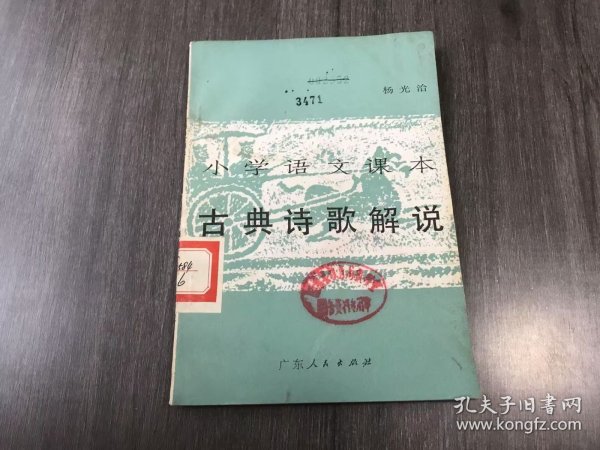 杨光治
3471
小学语文课本
古典诗歌解说
6
广东人民出版社
孔夫子旧书网
www.kongfz.com